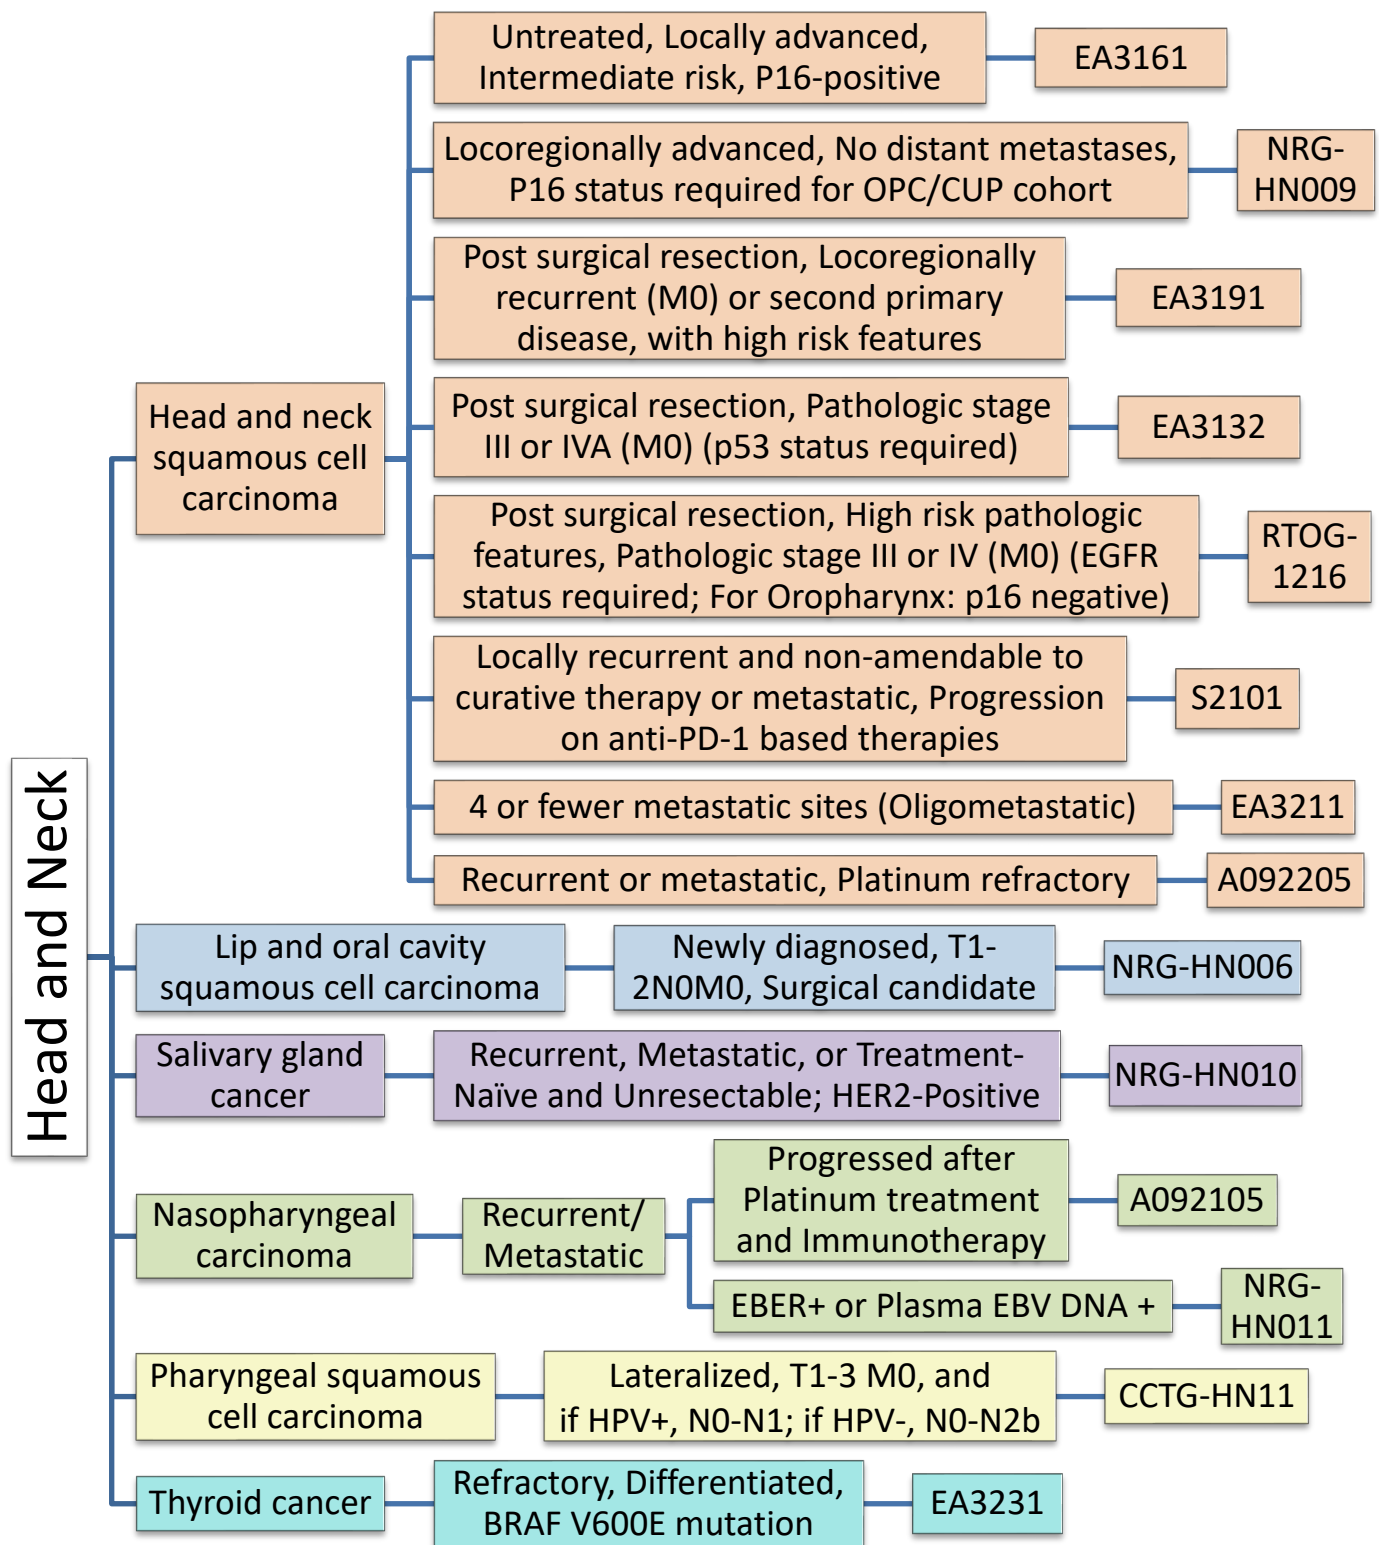 Head and Neck
Head and neck
squamous cell
carcinoma
Untreated, Locally advanced,
Intermediate risk, P16-positive
EA3161
Locoregionally advanced, No distant metastases,
P16 status required for OPC/CUP cohort
NRG-
HN009
Post surgical resection, Locoregionally
recurrent (M0) or second primary
disease, with high risk features
EA3191
Post surgical resection, Pathologic stage
III or IVA (M0) (p53 status required)
EA3132
Post surgical resection, High risk pathologic
features, Pathologic stage III or IV (M0) (EGFR
status required; For Oropharynx: p16 negative)
RTOG-
1216
Locally recurrent and non-amendable to
curative therapy or metastatic, Progression
on anti-PD-1 based therapies
S2101
4 or fewer metastatic sites (Oligometastatic)
EA3211
Recurrent or metastatic, Platinum refractory
A092205
Lip and oral cavity
squamous cell carcinoma
Newly diagnosed, T1-
2N0M0, Surgical candidate
NRG-HN006
Salivary gland
cancer
Recurrent, Metastatic, or Treatment-
Naïve and Unresectable; HER2-Positive
NRG-HN010
Nasopharyngeal
carcinoma
Recurrent/
Metastatic
Progressed after
Platinum treatment
and Immunotherapy
A092105
EBER+ or Plasma EBV DNA +
NRG-
HN011
Pharyngeal squamous
cell carcinoma
Lateralized, T1-3 M0, and
if HPV+, N0-N1; if HPV-, N0-N2b
CCTG-HN11
Thyroid cancer
Refractory, Differentiated,
BRAF V600E mutation
EA3231